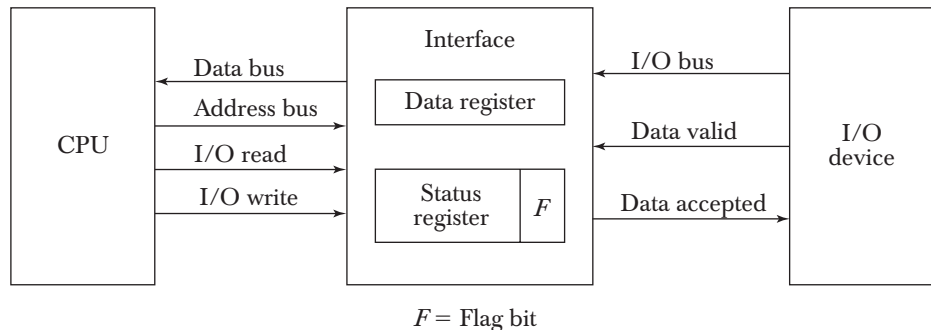 CPU
Data bus
Address bus
I/O read
I/O write
Interface
Data register
Status
register
F
I/O bus
Data valid
Data accepted
I/O
device
F = Flag bit